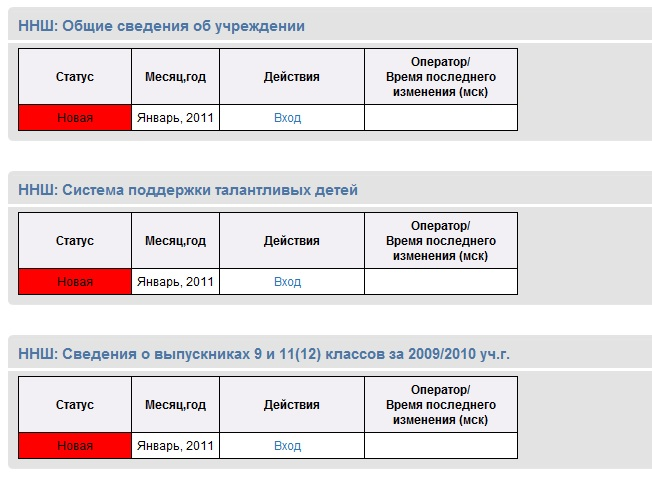 ННШ: Общие сведения об учреждении
Статус Месяц,год Действия Оператор/
Время последнего
изменения (мск)
Новая Январь, 2011 Вход
ННШ: Система поддержки талантливых детей
Статус Месяц,год Действия Оператор/
Время последнего
изменения (мск)
Новая Январь, 2011 Вход
ННШ: Сведения о выпускниках 9 и 11(12) классов за 2009/2010 уч.г.
Статус Месяц,год Действия Оператор/
Время последнего
изменения (мск)
Новая Январь, 2011 Вход